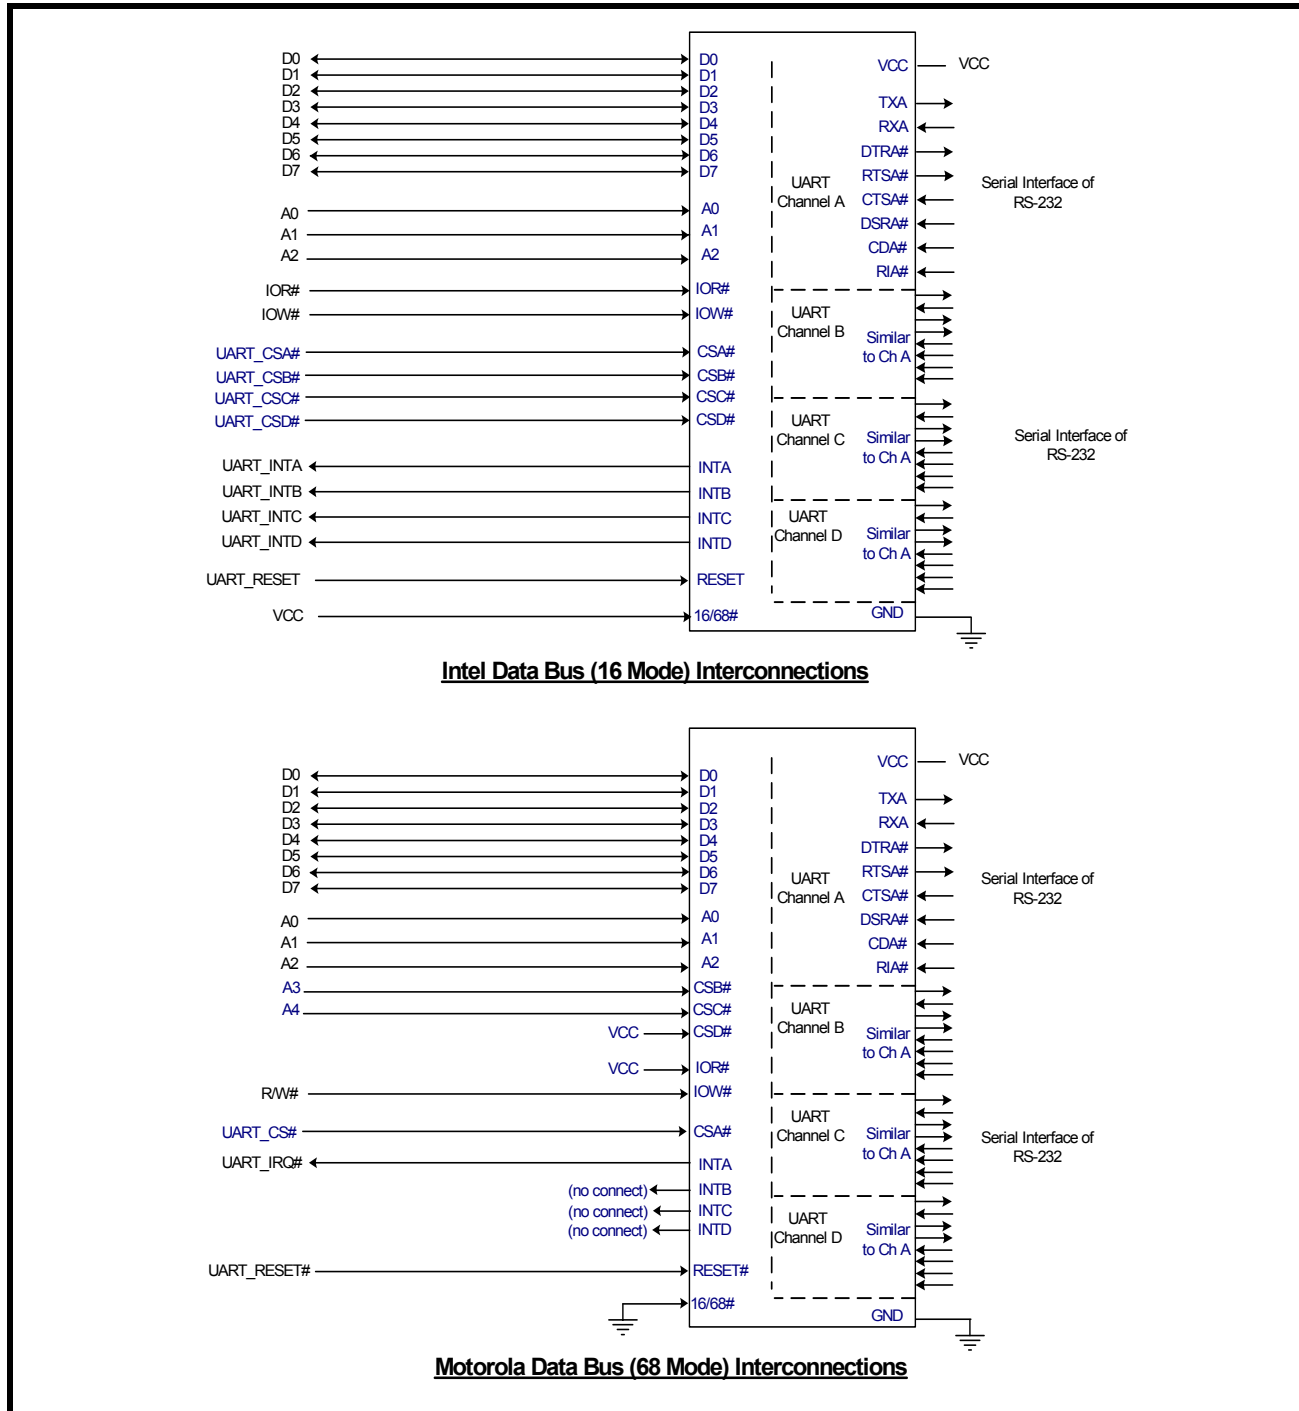 D0 D0 VCC VCC
D1 D1
D2 D2
D3 D3 TXA
D4 D4 RXA
D5 D5 DTRA#
D6 D6
D7 D7 UART Channel A RTSA# Serial Interface of RS-232
CTSA#
A0 A0 DSRA#
A1 A1 CDA#
A2 A2 RIA#
IOR# IOR#
IOW# IOW# UART Channel B Similar to Ch A
UART_CSA# CSA#
UART_CSB# CSB#
UART_CSC# CSC#
UART_CSD# CSD# UART Channel C Similar to Ch A Serial Interface of RS-232
UART_INTA INTA
UART_INTB INTB
UART_INTC INTC UART Channel D Similar to Ch A
UART_INTD INTD
UART_RESET RESET
VCC 16/68# GND
Intel Data Bus (16 Mode) Interconnections
D0 D0 VCC VCC
D1 D1
D2 D2 TXA
D3 D3 RXA
D4 D4 DTRA#
D5 D5
D6 D6 RTSA#
D7 D7 UART Channel A CTSA# Serial Interface of RS-232
A0 A0 DSRA#
A1 A1 CDA#
A2 A2 RIA#
A3 CSB#
A4 CSC# UART Channel B Similar to Ch A
VCC CSD#
VCC IOR#
R/W# IOW#
UART_CS# CSA# UART Channel C Similar to Ch A Serial Interface of RS-232
UART_IRQ# INTA
(no connect) INTB
(no connect) INTC UART Channel D Similar to Ch A
(no connect) INTD
UART_RESET# RESET#
16/68# GND
Motorola Data Bus (68 Mode) Interconnections